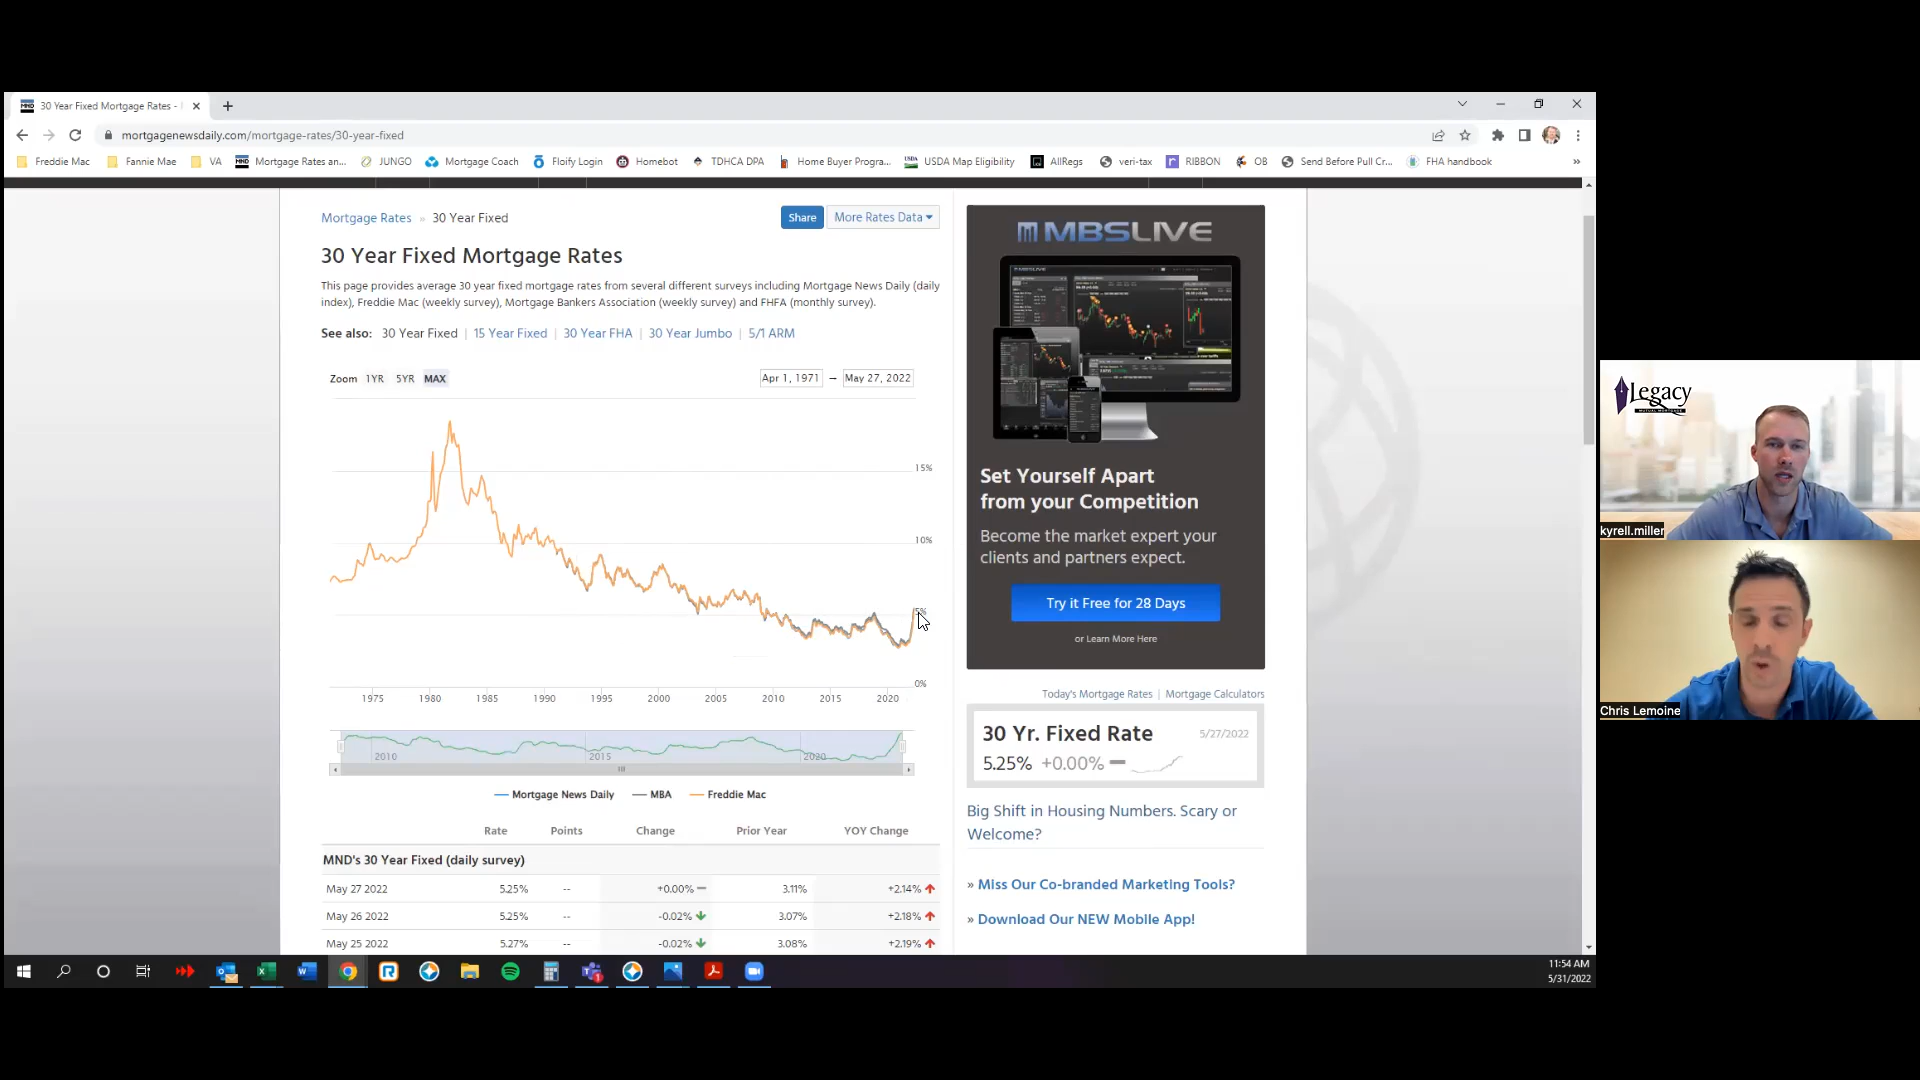 30 Year Fixed Mortgage Rates -
mortgagenewsdaily.com/mortgage-rates/30-year-fixed
Freddie Mac Fannie Mae VA Mortgage Rates an... JUNGO Mortgage Coach Floify Login Homebot TDHCA DPA Home Buyer Progra... USDA Map Eligibility AllRegs veri-tax RIBBON OB Send Before Pull Cr... FHA handbook »
Mortgage Rates » 30 Year Fixed
Share More Rates Data
30 Year Fixed Mortgage Rates
This page provides average 30 year fixed mortgage rates from several different surveys including Mortgage News Daily (daily
index), Freddie Mac (weekly survey), Mortgage Bankers Association (weekly survey) and FHFA (monthly survey).
See also: 30 Year Fixed | 15 Year Fixed | 30 Year FHA | 30 Year Jumbo | 5/1 ARM
Zoom 1YR 5YR MAX
Apr 1, 1971 → May 27, 2022
15%
10%
5%
0%
1975 1980 1985 1990 1995 2000 2005 2010 2015 2020
2010 2015 2020
Mortgage News Daily MBA Freddie Mac
Rate Points Change Prior Year YOY Change
MND's 30 Year Fixed (daily survey)
May 27 2022 5.25% -- +0.00% 3.11% +2.14%
May 26 2022 5.25% -- -0.02% 3.07% +2.18%
May 25 2022 5.27% -- -0.02% 3.08% +2.19%
MBSLIVE
Set Yourself Apart
from your Competition
Become the market expert your
clients and partners expect.
Try it Free for 28 Days
or Learn More Here
Today's Mortgage Rates | Mortgage Calculators
30 Yr. Fixed Rate 5/27/2022
5.25% +0.00%
Big Shift in Housing Numbers. Scary or
Welcome?
» Miss Our Co-branded Marketing Tools?
» Download Our NEW Mobile App!
11:54 AM
5/31/2022
Legacy
MUTUAL MORTGAGE
kyrell.miller
Chris Lemoine